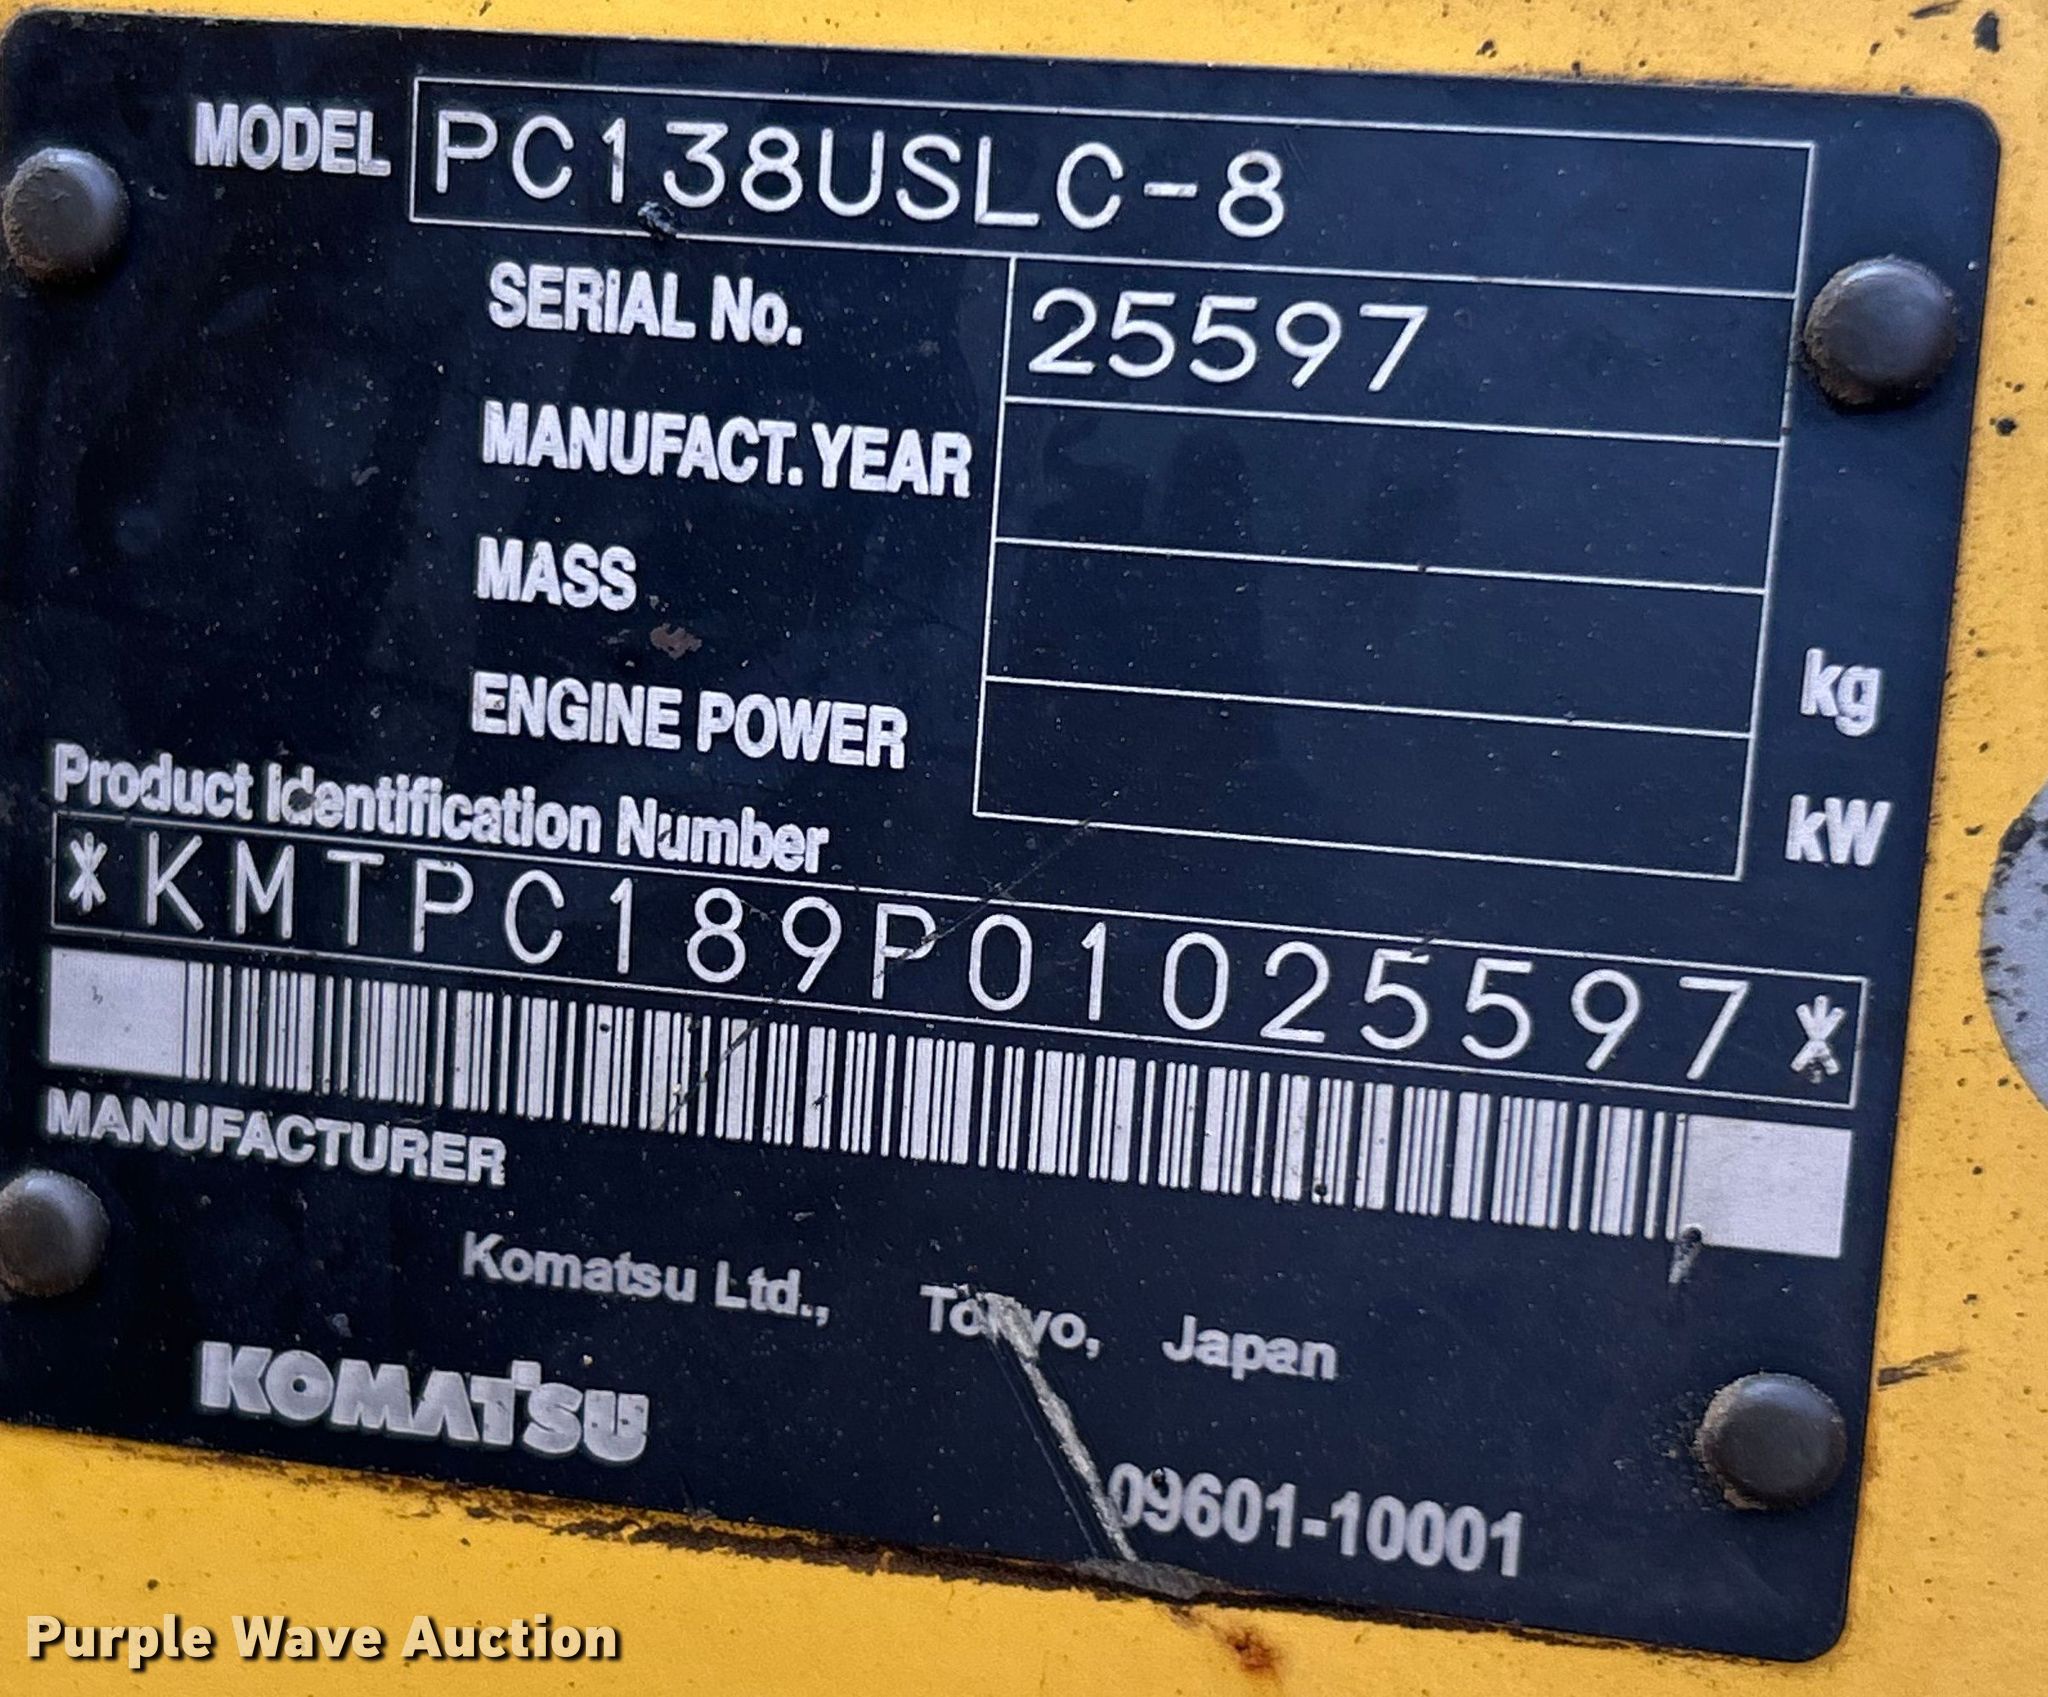 MODEL PC138USLC-8
SERIAL No. 25597
MANUFACT. YEAR
MASS kg
ENGINE POWER kW
Product Identification Number
*KMTPC189P01025597*
MANUFACTURER
Komatsu Ltd., Tokyo, Japan
KOMATSU
09601-10001
Purple Wave Auction